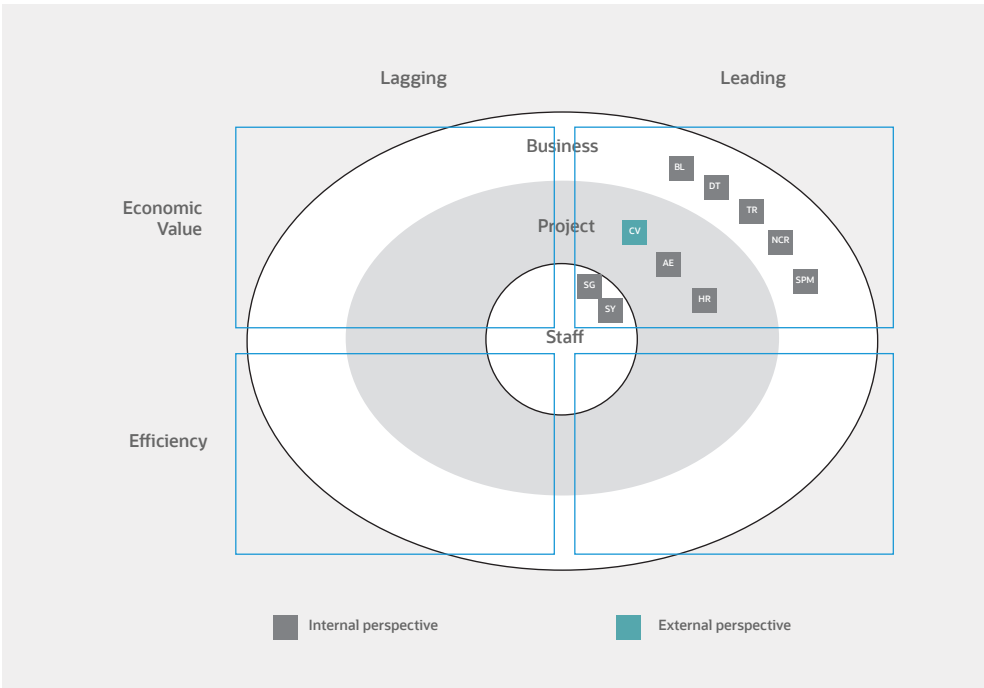 Lagging
Leading
Business
BL
DT
Economic
Value
TR
Project
CV
NCR
AE
SPM
SG
HR
SY
Staff
Efficiency
Internal perspective
External perspective